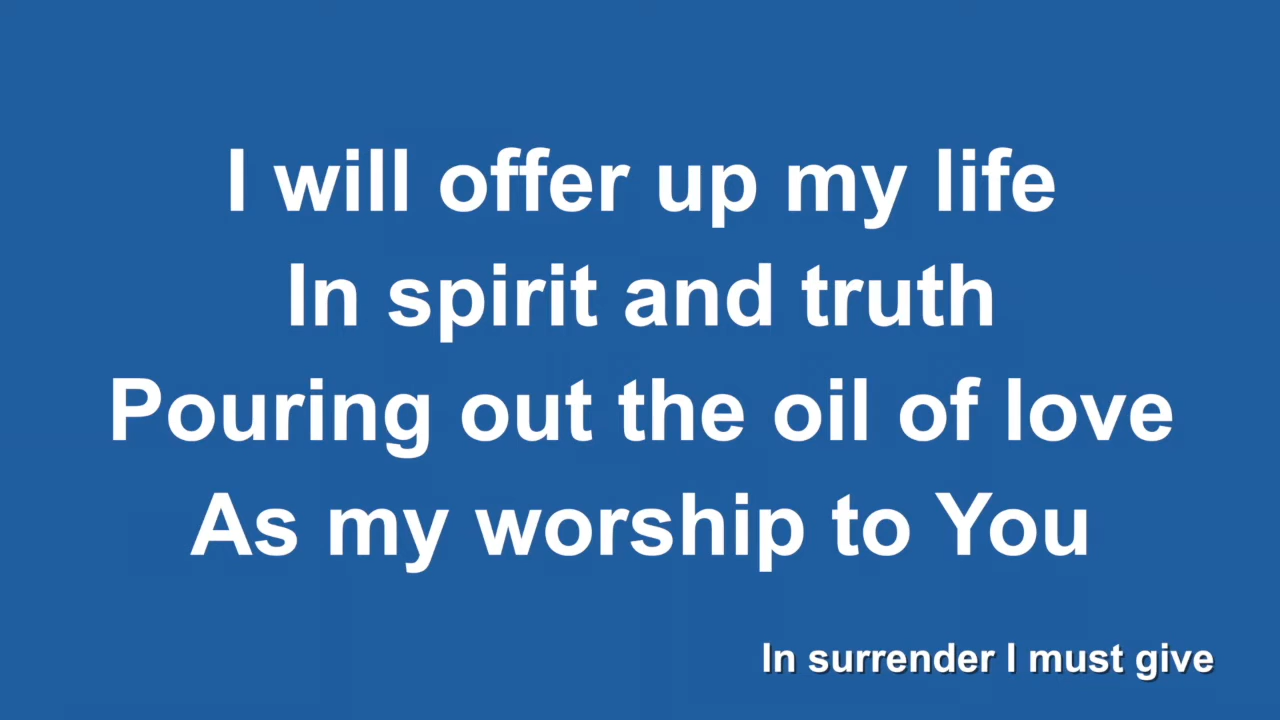 I will offer up my life
In spirit and truth
Pouring out the oil of love
As my worship to You
In surrender I must give